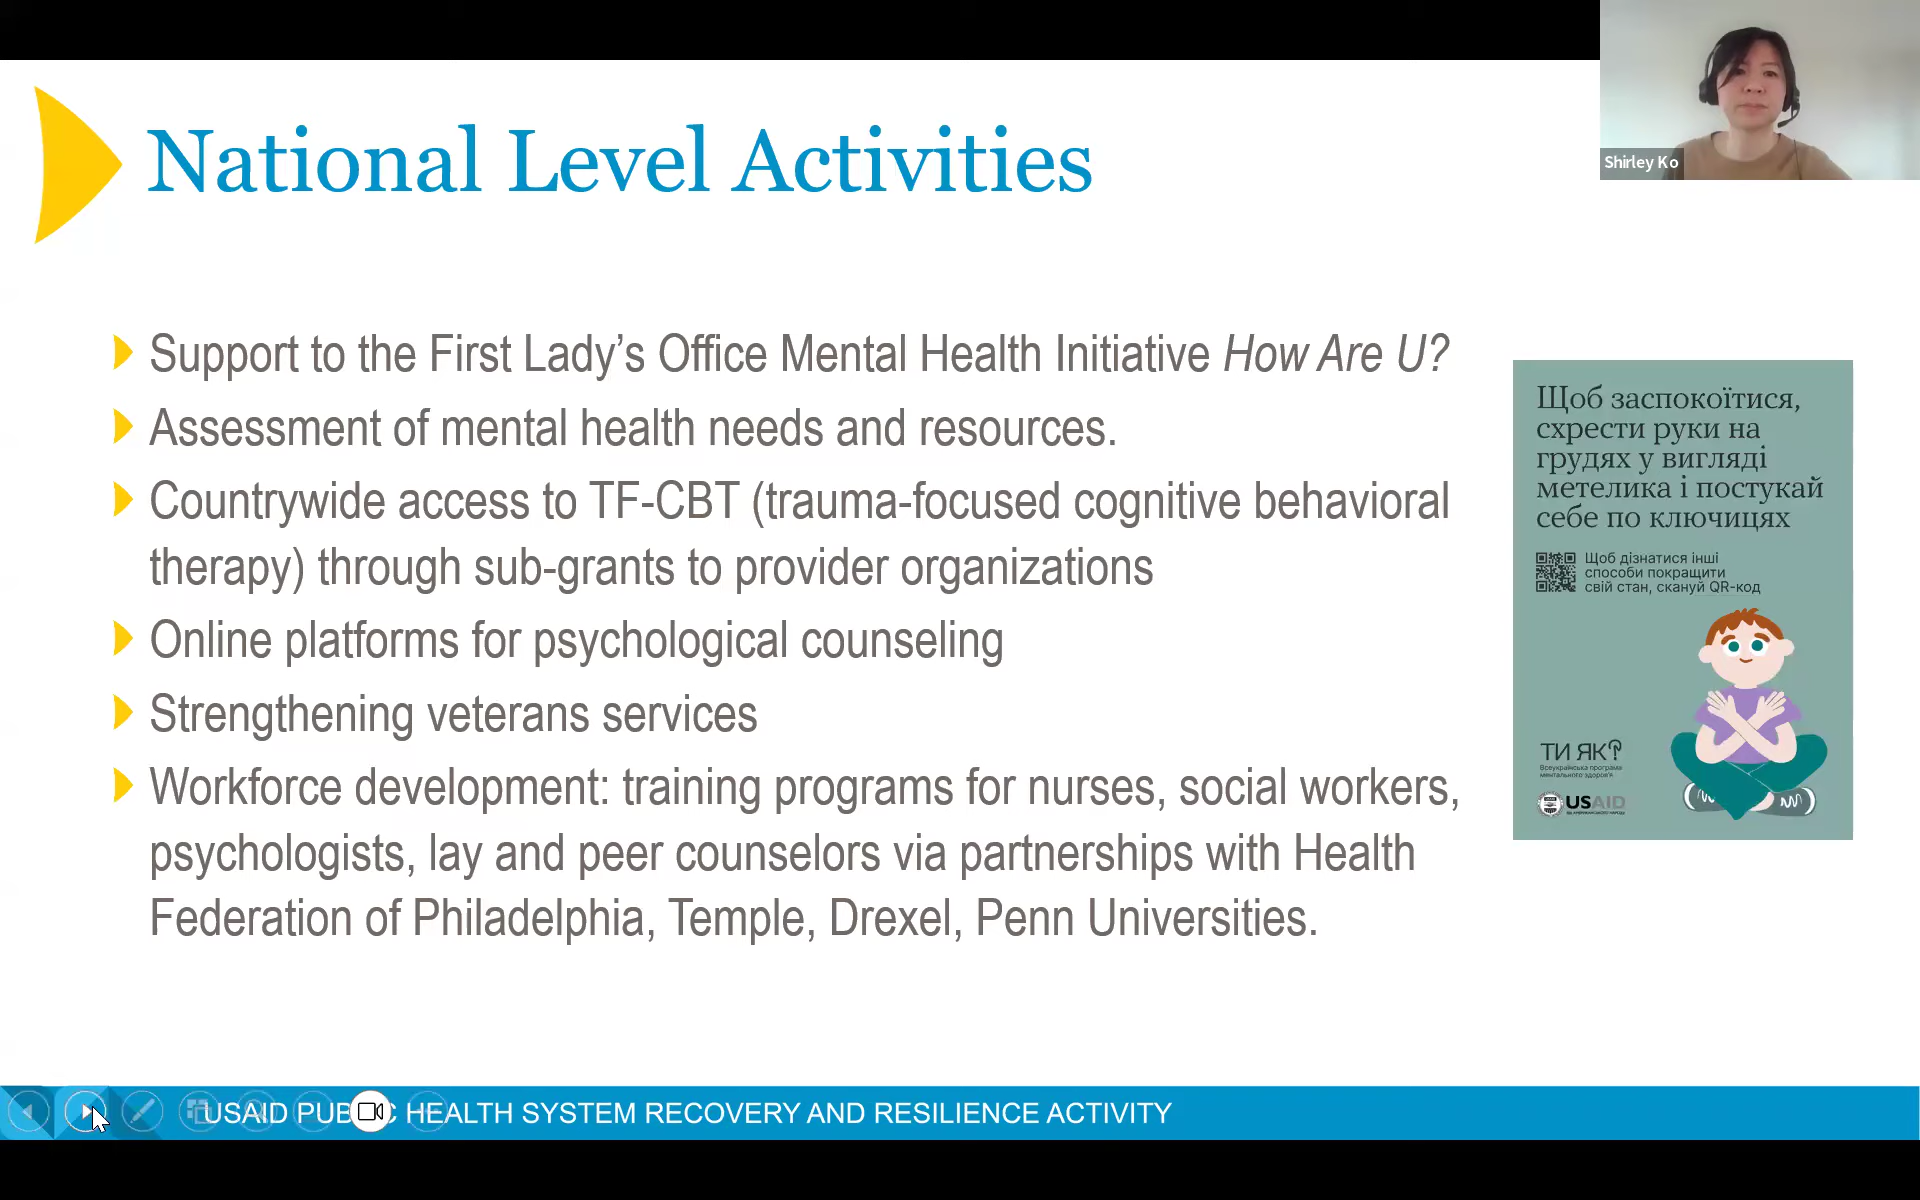 National Level Activities
Shirley Ko
Support to the First Lady’s Office Mental Health Initiative How Are U?
Assessment of mental health needs and resources.
Countrywide access to TF-CBT (trauma-focused cognitive behavioral
therapy) through sub-grants to provider organizations
Online platforms for psychological counseling
Strengthening veterans services
Workforce development: training programs for nurses, social workers,
psychologists, lay and peer counselors via partnerships with Health
Federation of Philadelphia, Temple, Drexel, Penn Universities.
Щоб заспокоїтися,
схрести руки на
грудях у вигляді
метелика і постукай
себе по ключицях
Щоб дізнатися інші
способи покращити
свій стан, скануй QR-код
ТИ ЯК?
Всеукраїнська програма
ментального здоров'я
USAID
USAID PUBLIC HEALTH SYSTEM RECOVERY AND RESILIENCE ACTIVITY